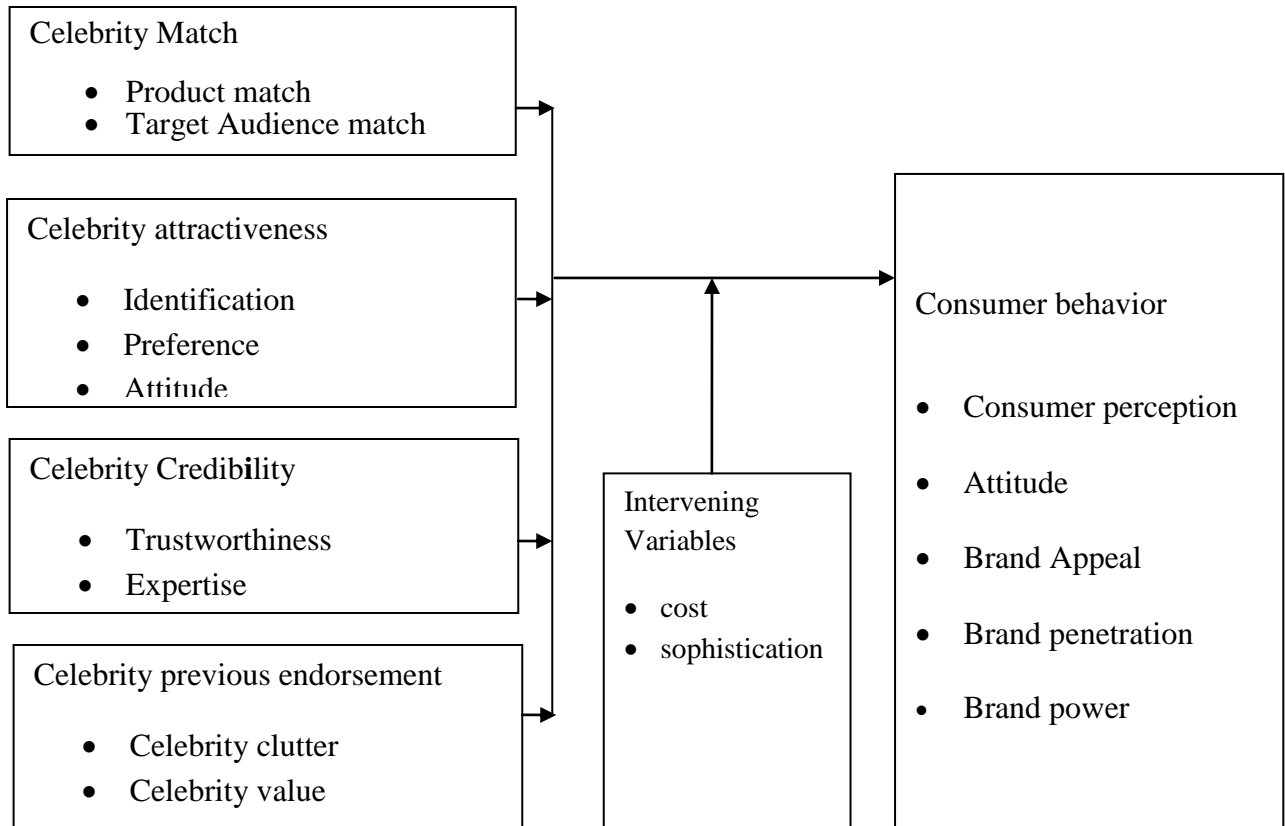 Celebrity Match
• Product match
• Target Audience match
Celebrity attractiveness
• Identification
• Preference
• Attitude
Celebrity Credibility
• Trustworthiness
• Expertise
Celebrity previous endorsement
• Celebrity clutter
• Celebrity value
Intervening
Variables
• cost
• sophistication
Consumer behavior
• Consumer perception
• Attitude
• Brand Appeal
• Brand penetration
• Brand power